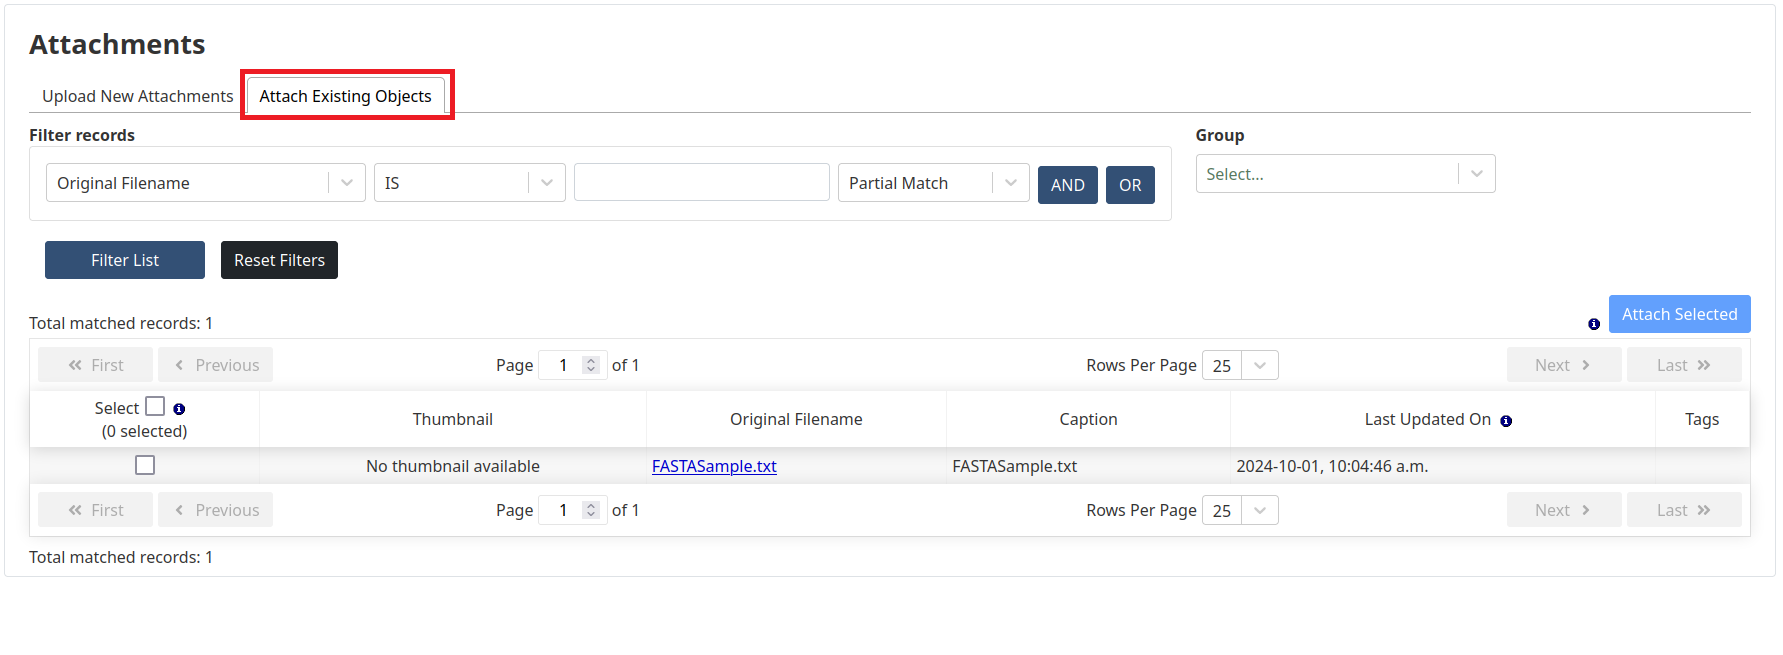 Attachments
Upload New Attachments Attach Existing Objects
Filter records Group
Original Filename IS Partial Match AND OR Select...
Filter List Reset Filters
Total matched records: 1 Attach Selected
First Previous Page 1 of 1 Rows Per Page 25 Next Last
Select Thumbnail Original Filename Caption Last Updated On Tags
(0 selected)
No thumbnail available FASTASample.txt FASTASample.txt 2024-10-01, 10:04:46 a.m.
First Previous Page 1 of 1 Rows Per Page 25 Next Last
Total matched records: 1